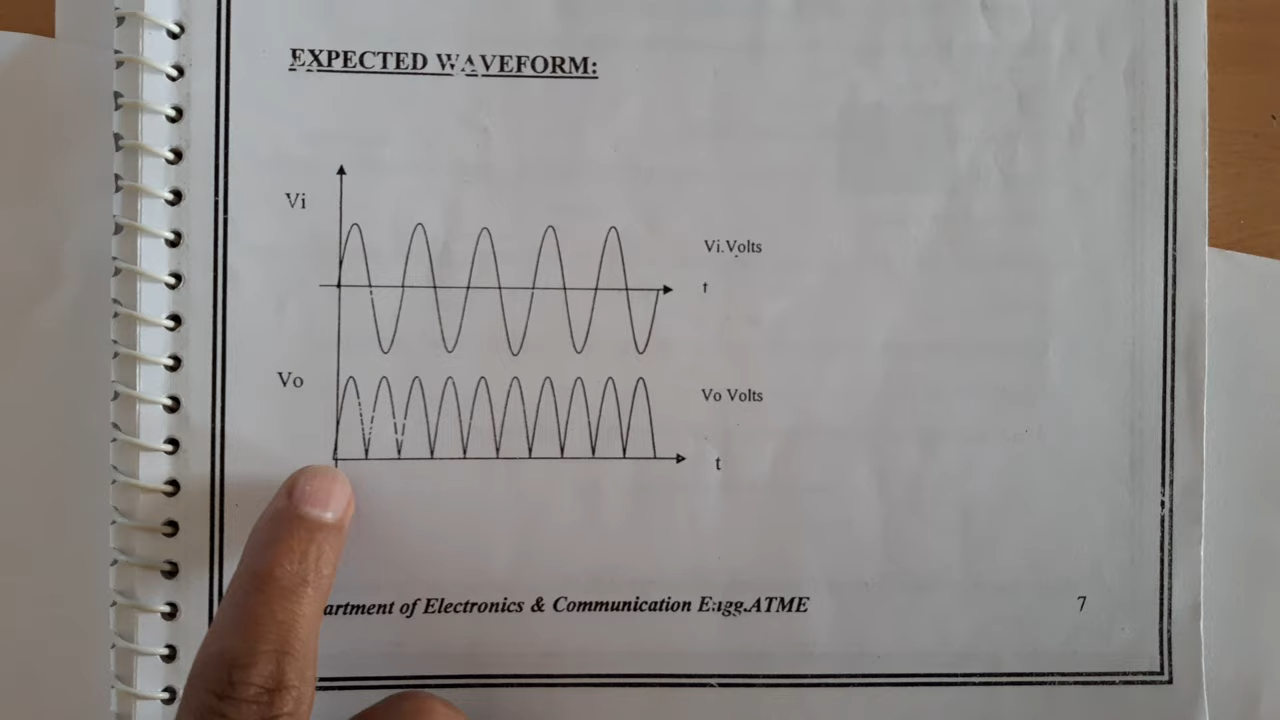 EXPECTED WAVEFORM:
Vi
Vi.Volts
t
Vo
Vo Volts
t
artment of Electronics & Communication Engg.ATME
7